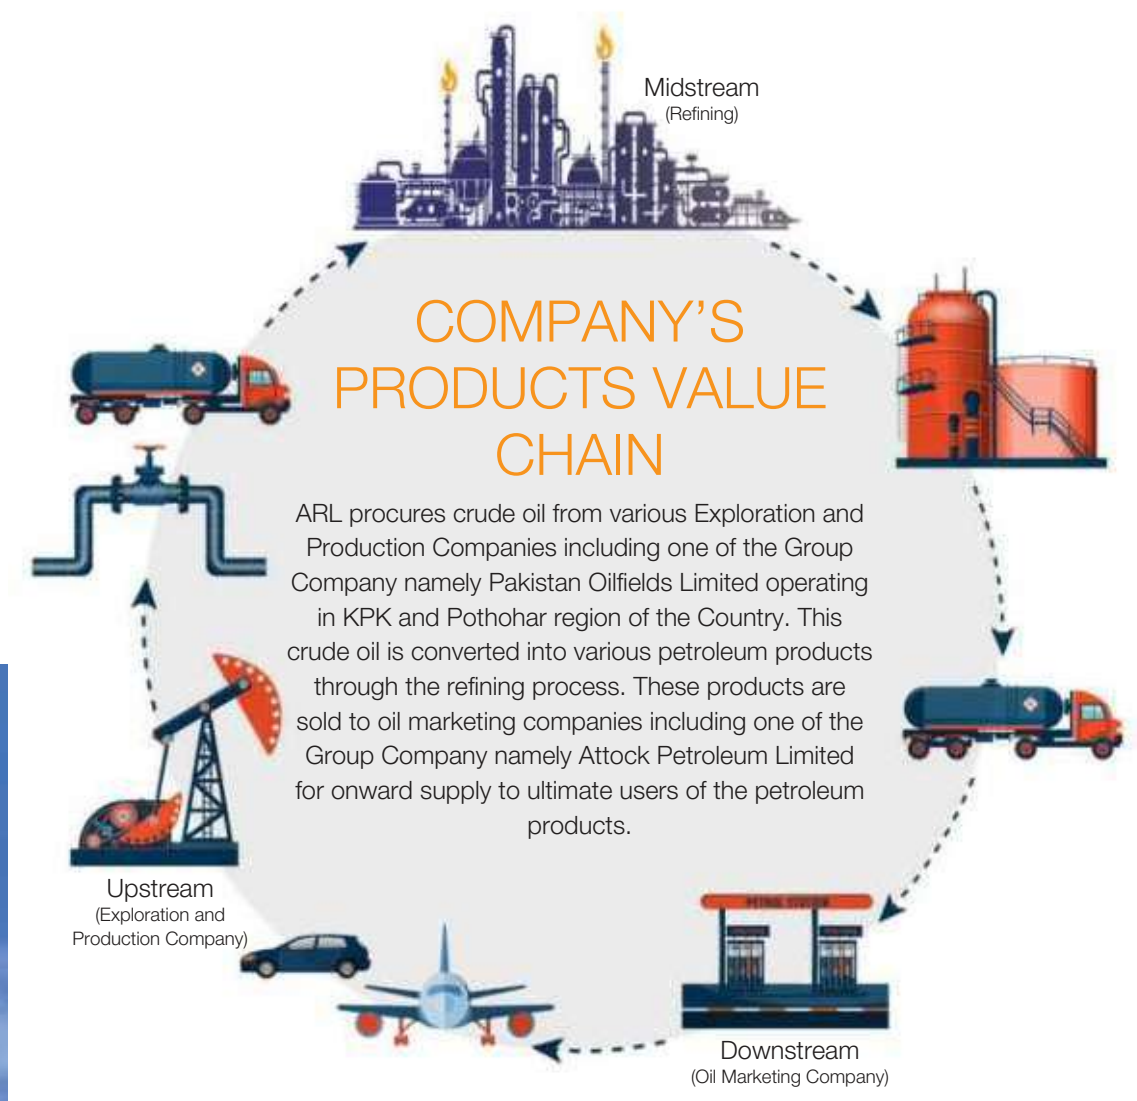 Midstream
(Refining)
COMPANY'S
PRODUCTS VALUE
CHAIN
ARL procures crude oil from various Exploration and
Production Companies including one of the Group
Company namely Pakistan Oilfields Limited operating
in KPK and Pothohar region of the Country. This
crude oil is converted into various petroleum products
through the refining process. These products are
sold to oil marketing companies including one of the
Group Company namely Attock Petroleum Limited
for onward supply to ultimate users of the petroleum
products.
Upstream
(Exploration and
Production Company)
PETROL STATION
Downstream
(Oil Marketing Company)